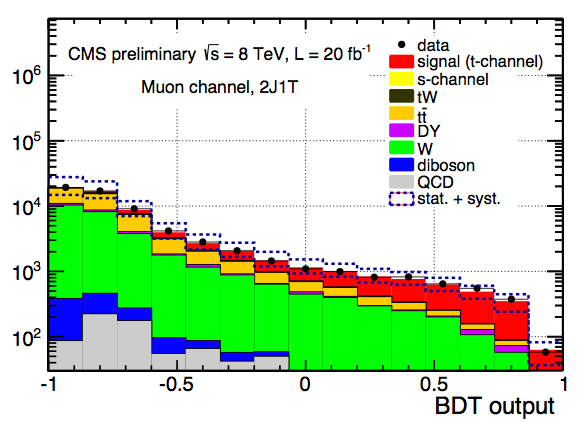 CMS preliminary √s = 8 TeV, L = 20 fb⁻¹
Muon channel, 2J1T
data
signal (t-channel)
s-channel
tW
tt̄
DY
W
diboson
QCD
stat. + syst.
10⁶
10⁵
10⁴
10³
10²
-1 -0.5 0 0.5 1
BDT output